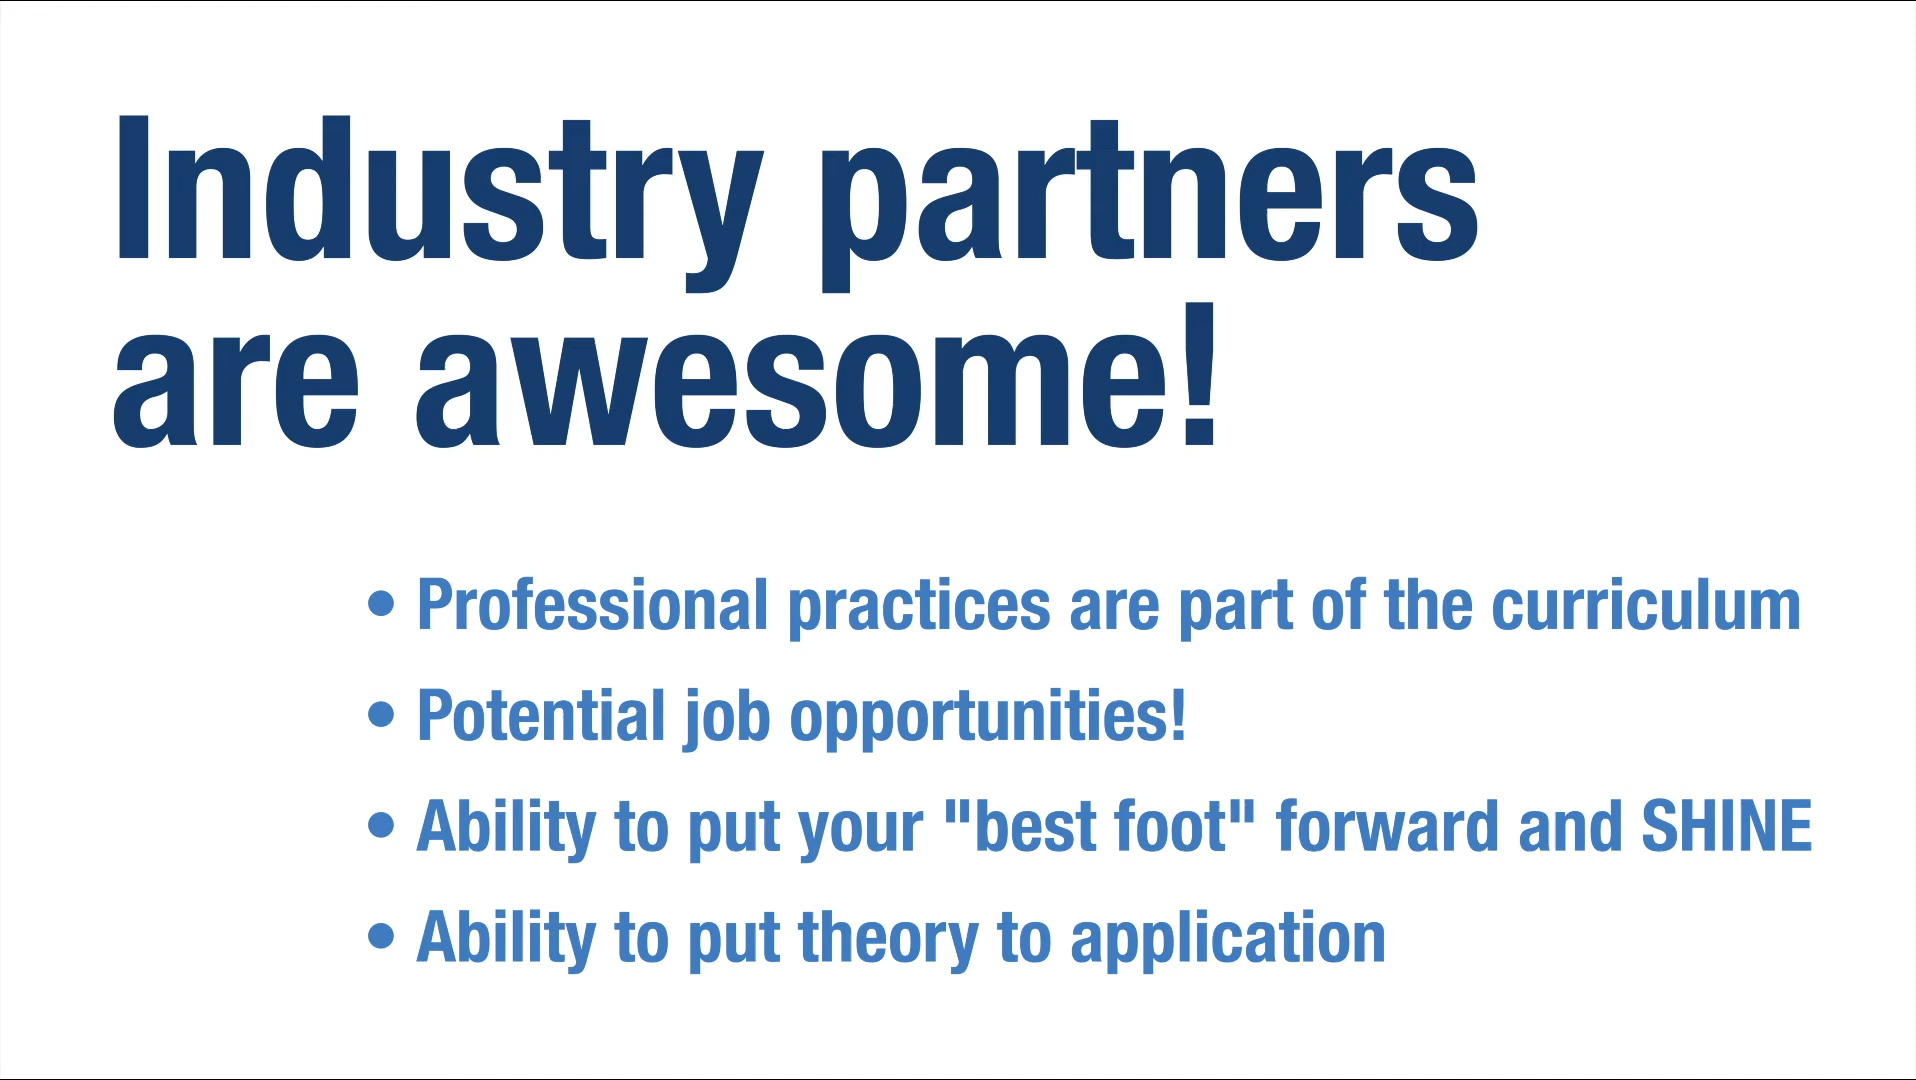 Industry partners
are awesome!
• Professional practices are part of the curriculum
• Potential job opportunities!
• Ability to put your "best foot" forward and SHINE
• Ability to put theory to application